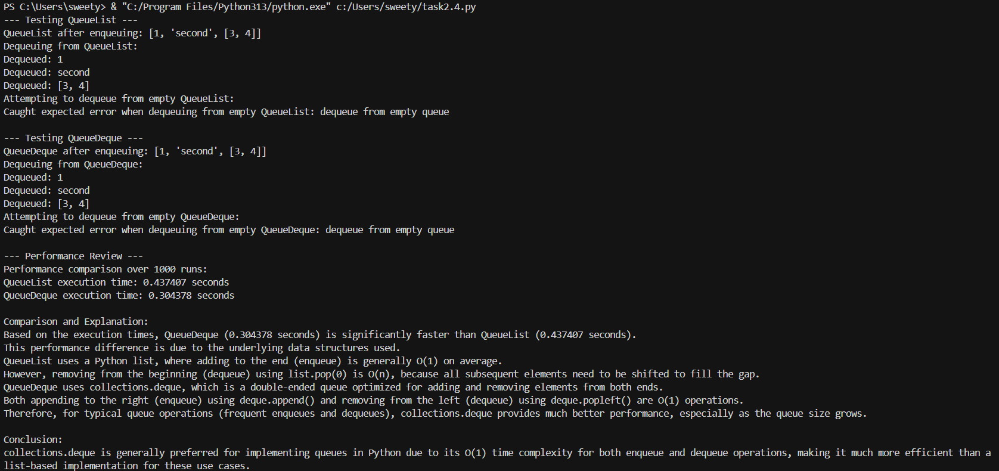 PS C:\Users\sweety> & "C:/Program Files/Python313/python.exe" c:/Users/sweety/task2.4.py
--- Testing QueueList ---
QueueList after enqueuing: [1, 'second', [3, 4]]
Dequeuing from QueueList:
Dequeued: 1
Dequeued: second
Dequeued: [3, 4]
Attempting to dequeue from empty QueueList:
Caught expected error when dequeuing from empty QueueList: dequeue from empty queue

--- Testing QueueDeque ---
QueueDeque after enqueuing: [1, 'second', [3, 4]]
Dequeuing from QueueDeque:
Dequeued: 1
Dequeued: second
Dequeued: [3, 4]
Attempting to dequeue from empty QueueDeque:
Caught expected error when dequeuing from empty QueueDeque: dequeue from empty queue

--- Performance Review ---
Performance comparison over 1000 runs:
QueueList execution time: 0.437407 seconds
QueueDeque execution time: 0.304378 seconds

Comparison and Explanation:
Based on the execution times, QueueDeque (0.304378 seconds) is significantly faster than QueueList (0.437407 seconds).
This performance difference is due to the underlying data structures used.
QueueList uses a Python list, where adding to the end (enqueue) is generally O(1) on average.
However, removing from the beginning (dequeue) using list.pop(0) is O(n), because all subsequent elements need to be shifted to fill the gap.
QueueDeque uses collections.deque, which is a double-ended queue optimized for adding and removing elements from both ends.
Both appending to the right (enqueue) using deque.append() and removing from the left (dequeue) using deque.popleft() are O(1) operations.
Therefore, for typical queue operations (frequent enqueues and dequeues), collections.deque provides much better performance, especially as the queue size grows.

Conclusion:
collections.deque is generally preferred for implementing queues in Python due to its O(1) time complexity for both enqueue and dequeue operations, making it much more efficient than a
list-based implementation for these use cases.